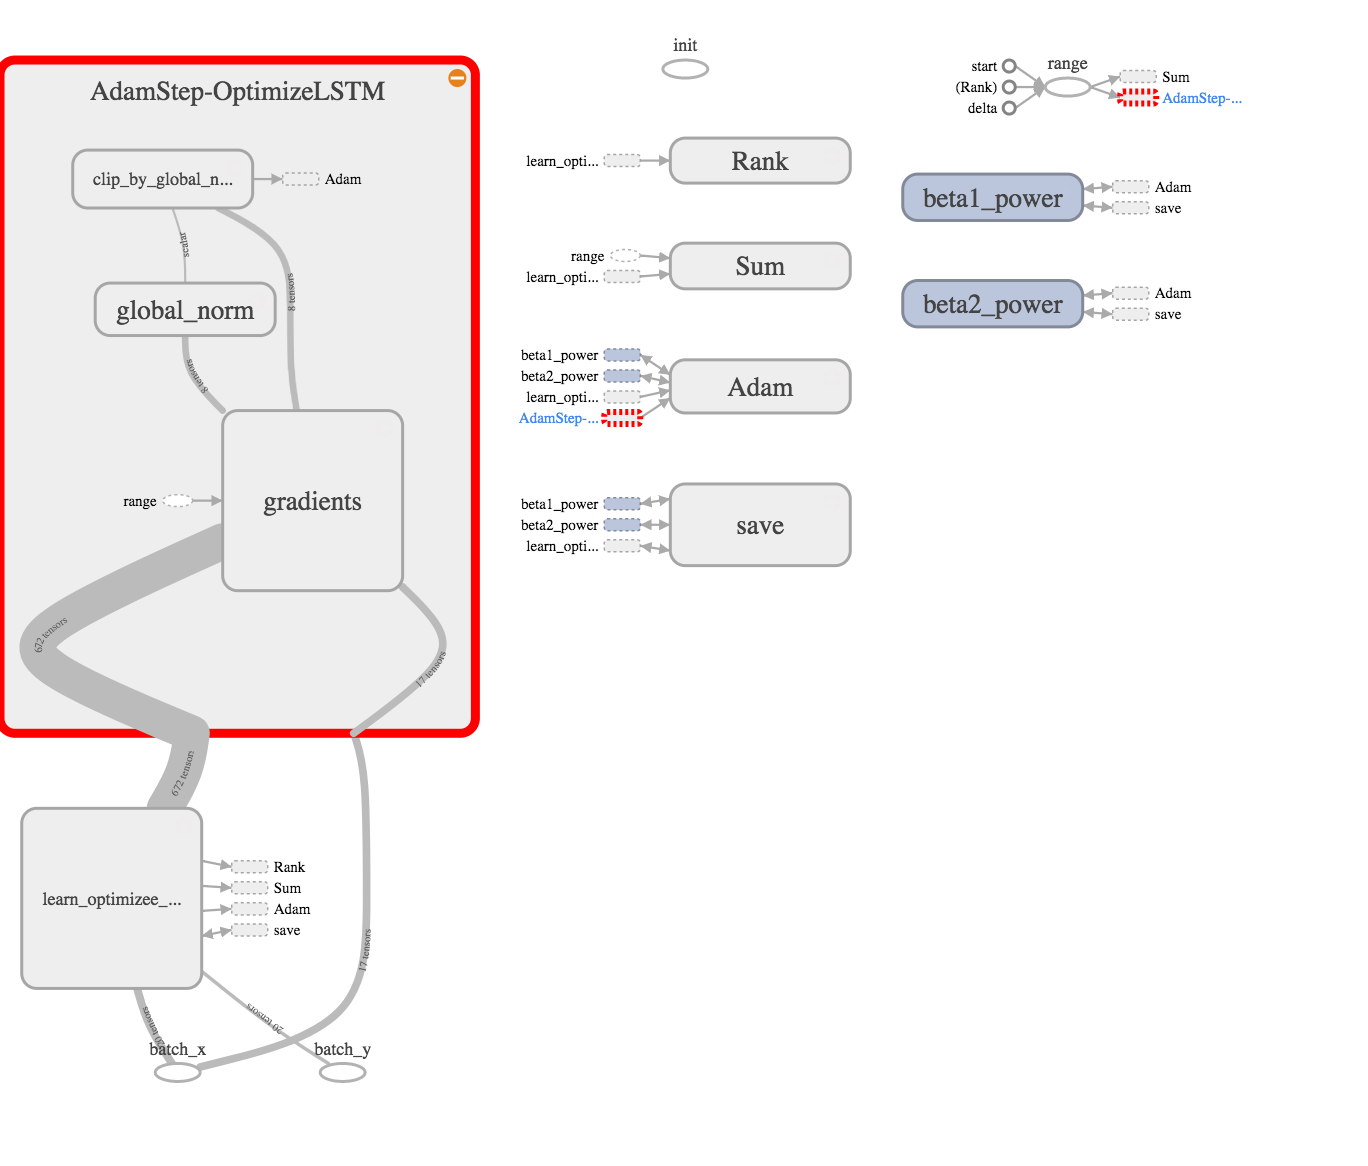 AdamStep-OptimizeLSTM
clip_by_global_n...
Adam
scalar
8 tensors
global_norm
8 tensors
gradients
range
672 tensors
17 tensors
672 tensors
learn_optimizee_...
Rank
Sum
Adam
save
17 tensors
20 tensors
20 tensors
batch_x
batch_y
init
learn_opti...
Rank
range
learn_opti...
Sum
beta1_power
beta2_power
learn_opti...
AdamStep-...
Adam
beta1_power
beta2_power
learn_opti...
save
start
(Rank)
delta
range
Sum
AdamStep-...
beta1_power
Adam
save
beta2_power
Adam
save